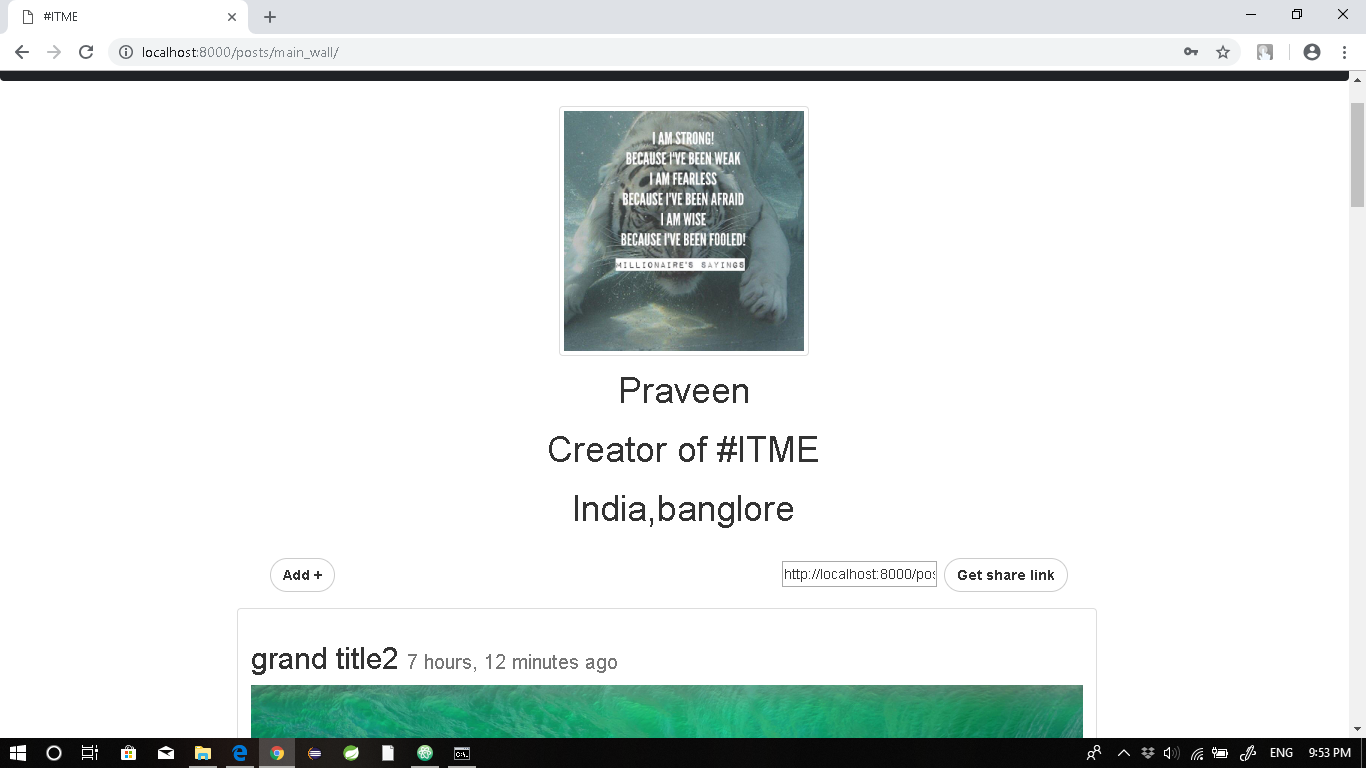 #ITME
localhost:8000/posts/main_wall/
I AM STRONG!
BECAUSE I'VE BEEN WEAK
I AM FEARLESS
BECAUSE I'VE BEEN AFRAID
I AM WISE
BECAUSE I'VE BEEN FOOLED!
MILLIONAIRE'S SAYINGS
Praveen
Creator of #ITME
India,banglore
Add +
http://localhost:8000/pos
Get share link
grand title2 7 hours, 12 minutes ago
ENG
9:53 PM